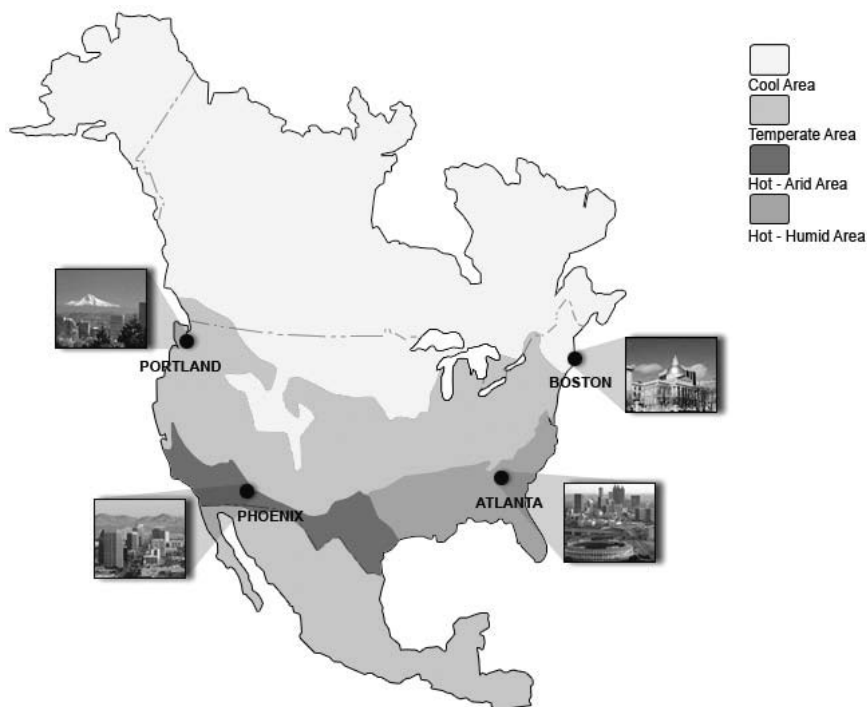 Cool Area
Temperate Area
Hot - Arid Area
Hot - Humid Area
PORTLAND
BOSTON
PHOENIX
ATLANTA